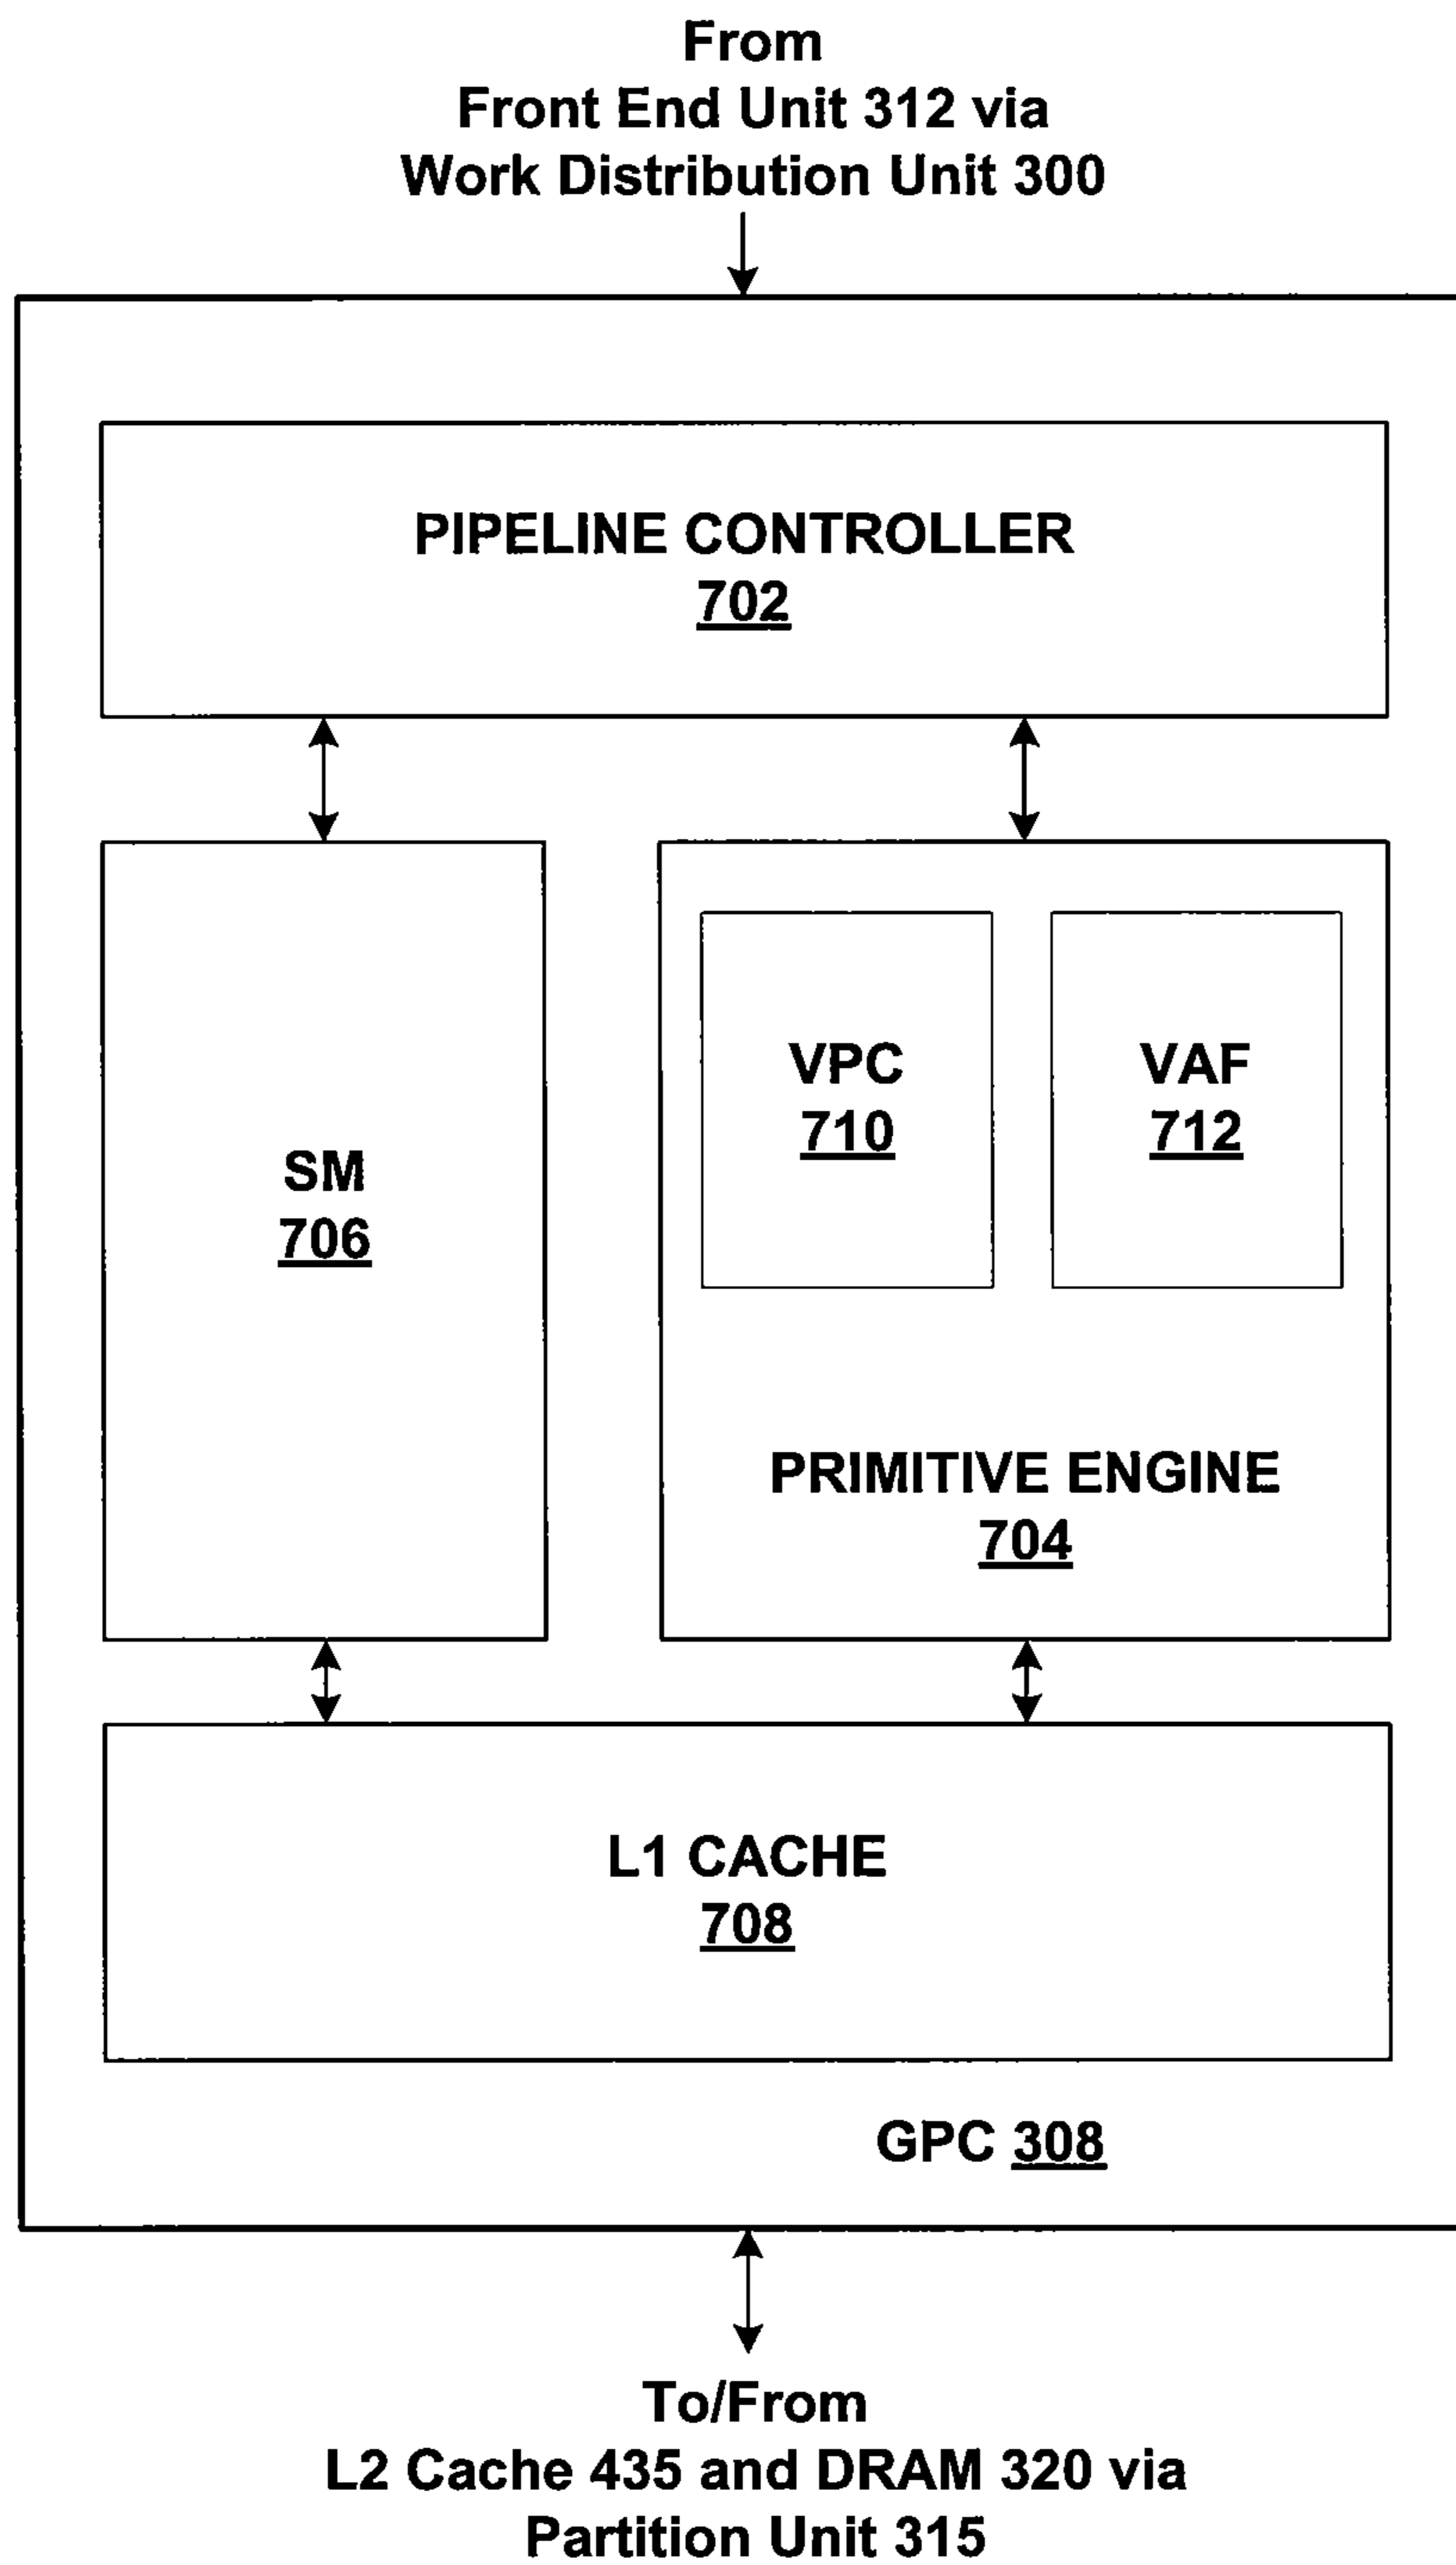 From
Front End Unit 312 via
Work Distribution Unit 300
PIPELINE CONTROLLER
702
VPC
710
VAF
712
SM
706
PRIMITIVE ENGINE
704
L1 CACHE
708
GPC 308
To/From
L2 Cache 435 and DRAM 320 via
Partition Unit 315